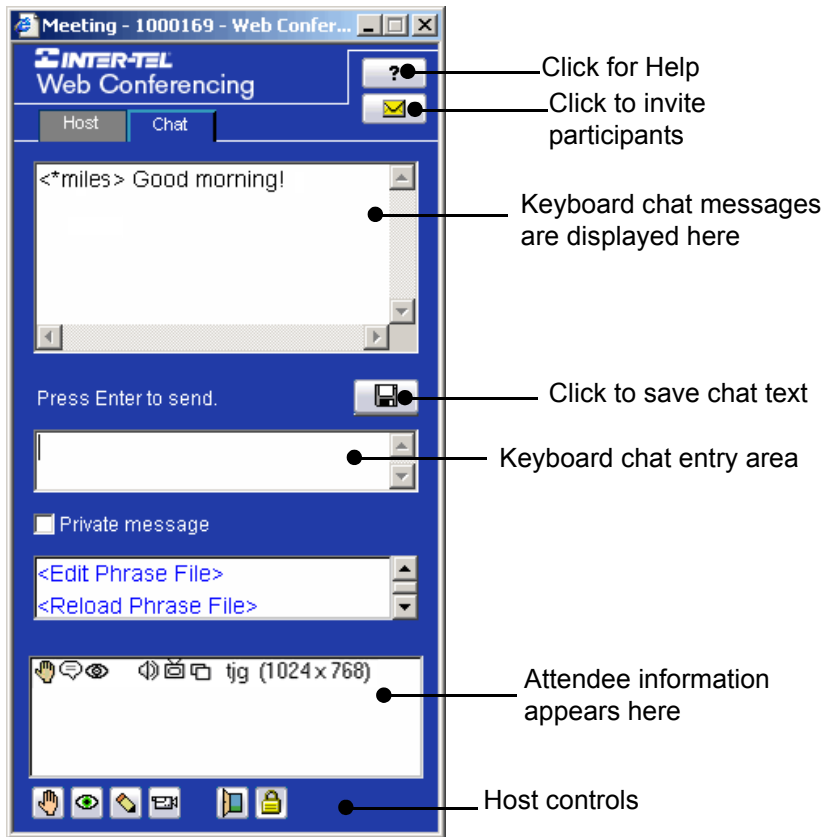 Meeting - 1000169 - Web Confer...
INTER-TEL
Web Conferencing
?
Click for Help
Click to invite
participants
Host
Chat
<*miles> Good morning!
Keyboard chat messages
are displayed here
Press Enter to send.
Click to save chat text
Keyboard chat entry area
Private message
<Edit Phrase File>
<Reload Phrase File>
tjg (1024 x 768)
Attendee information
appears here
Host controls